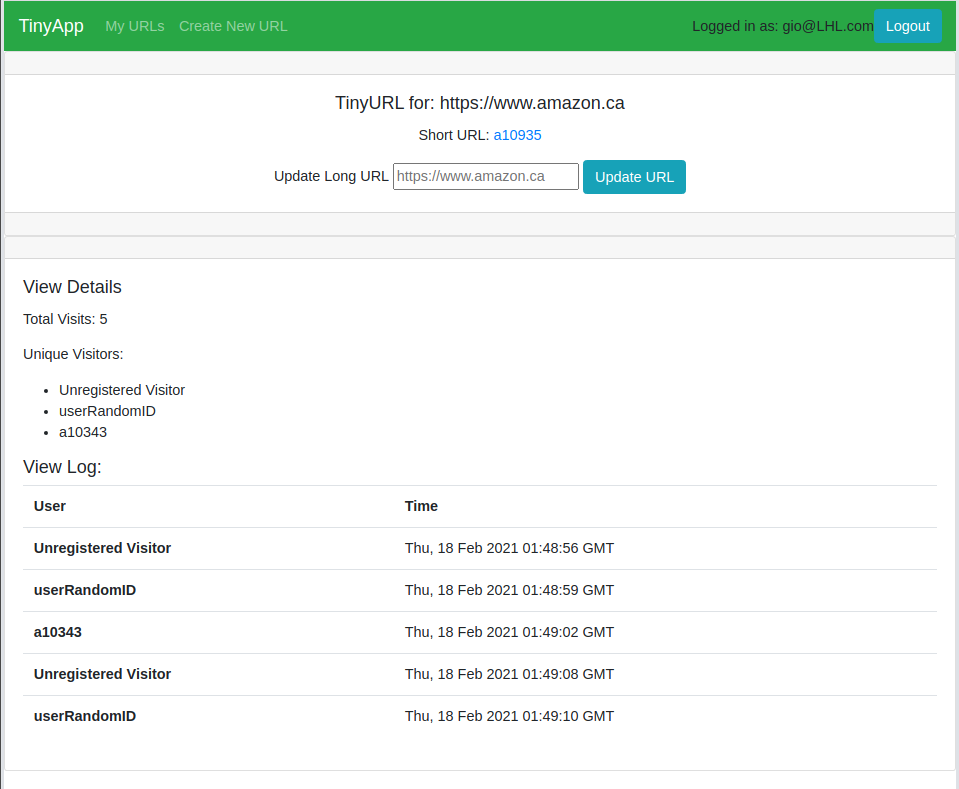 TinyApp My URLs Create New URL Logged in as: gio@LHL.com Logout
TinyURL for: https://www.amazon.ca
Short URL: a10935
Update Long URL https://www.amazon.ca Update URL
View Details
Total Visits: 5
Unique Visitors:
• Unregistered Visitor
• userRandomID
• a10343
View Log:
User Time
Unregistered Visitor Thu, 18 Feb 2021 01:48:56 GMT
userRandomID Thu, 18 Feb 2021 01:48:59 GMT
a10343 Thu, 18 Feb 2021 01:49:02 GMT
Unregistered Visitor Thu, 18 Feb 2021 01:49:08 GMT
userRandomID Thu, 18 Feb 2021 01:49:10 GMT